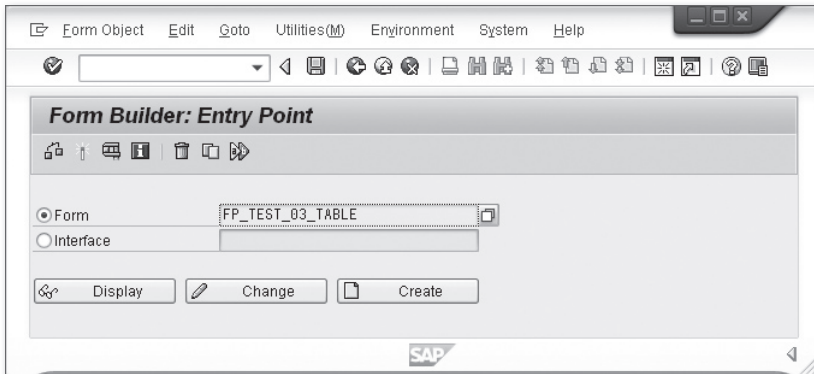 Form Object Edit Goto Utilities(M) Environment System Help
Form Builder: Entry Point
Form FP_TEST_03_TABLE
Interface
Display Change Create
SAP